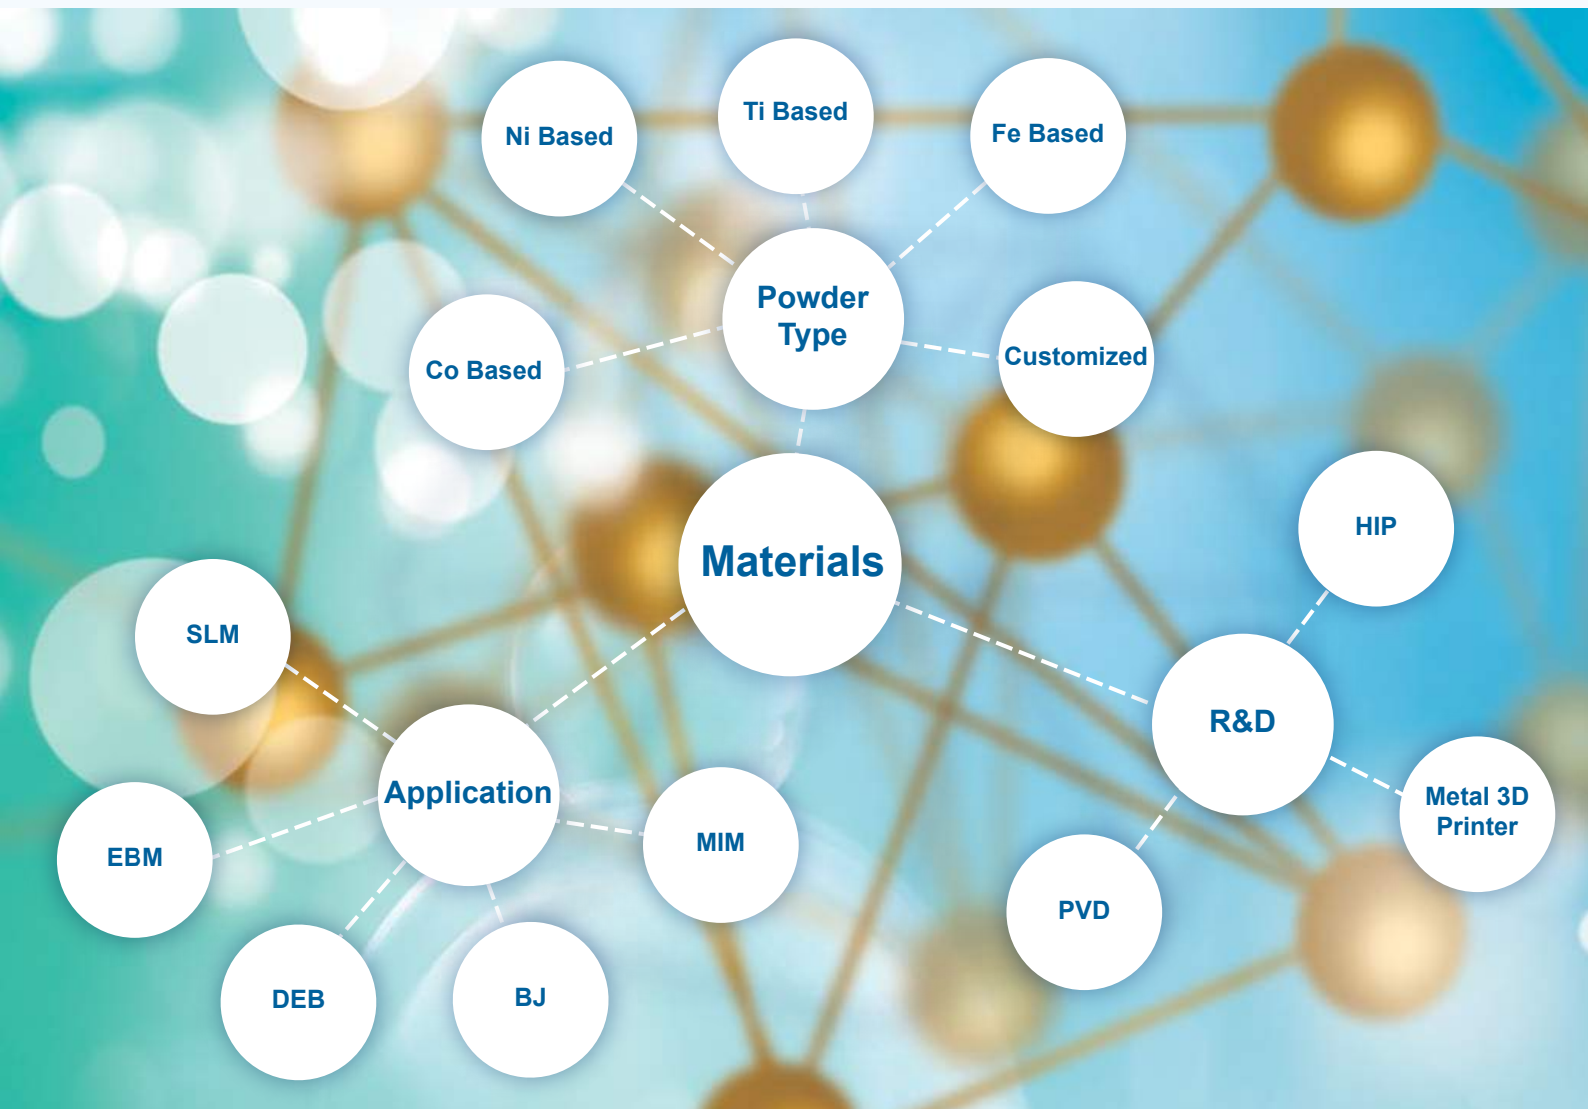 Ni Based
Ti Based
Fe Based
Powder
Type
Co Based
Customized
Materials
HIP
SLM
R&D
Application
Metal 3D
Printer
EBM
MIM
PVD
DEB
BJ